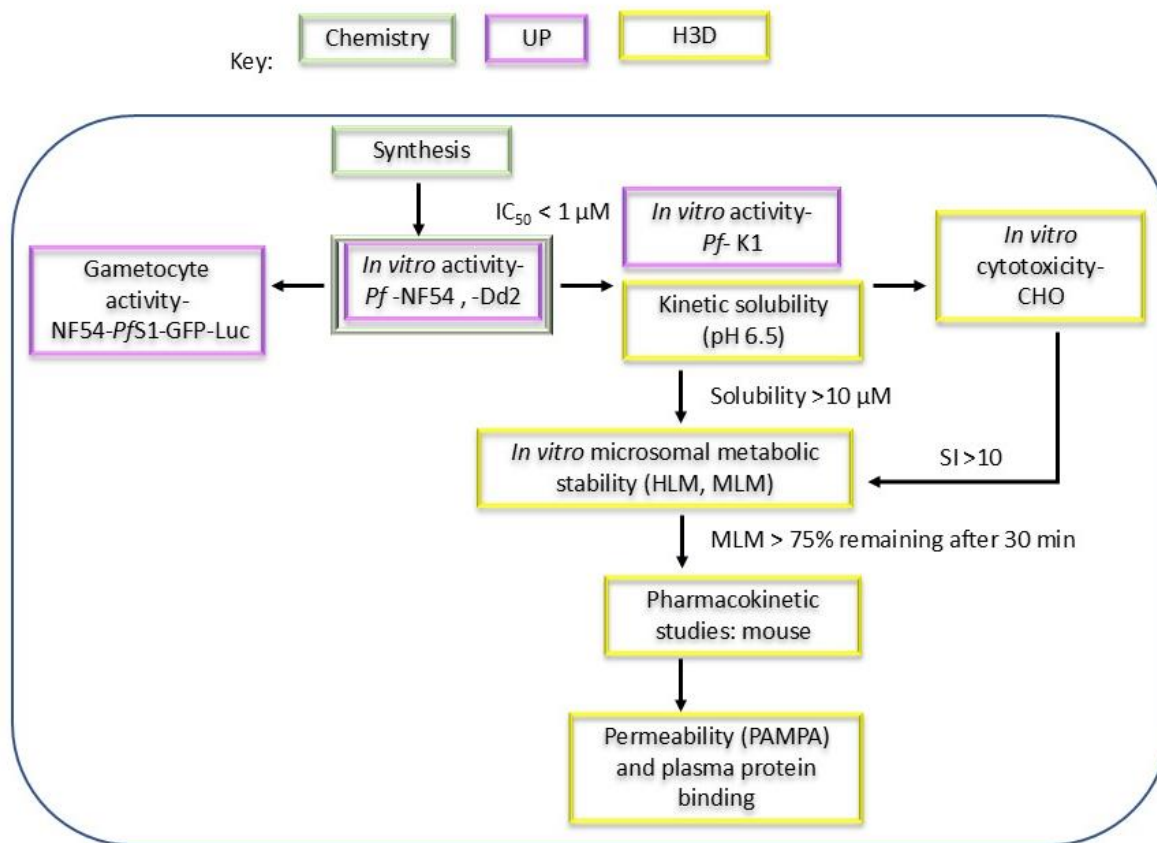 Key:
Chemistry
UP
H3D
Synthesis
IC₅₀ < 1 µM
In vitro activity-
Pf -NF54 , -Dd2
Gametocyte
activity-
NF54-PfS1-GFP-Luc
In vitro activity-
Pf- K1
Kinetic solubility
(pH 6.5)
In vitro
cytotoxicity-
CHO
Solubility >10 µM
SI >10
In vitro microsomal metabolic
stability (HLM, MLM)
MLM > 75% remaining after 30 min
Pharmacokinetic
studies: mouse
Permeability (PAMPA)
and plasma protein
binding